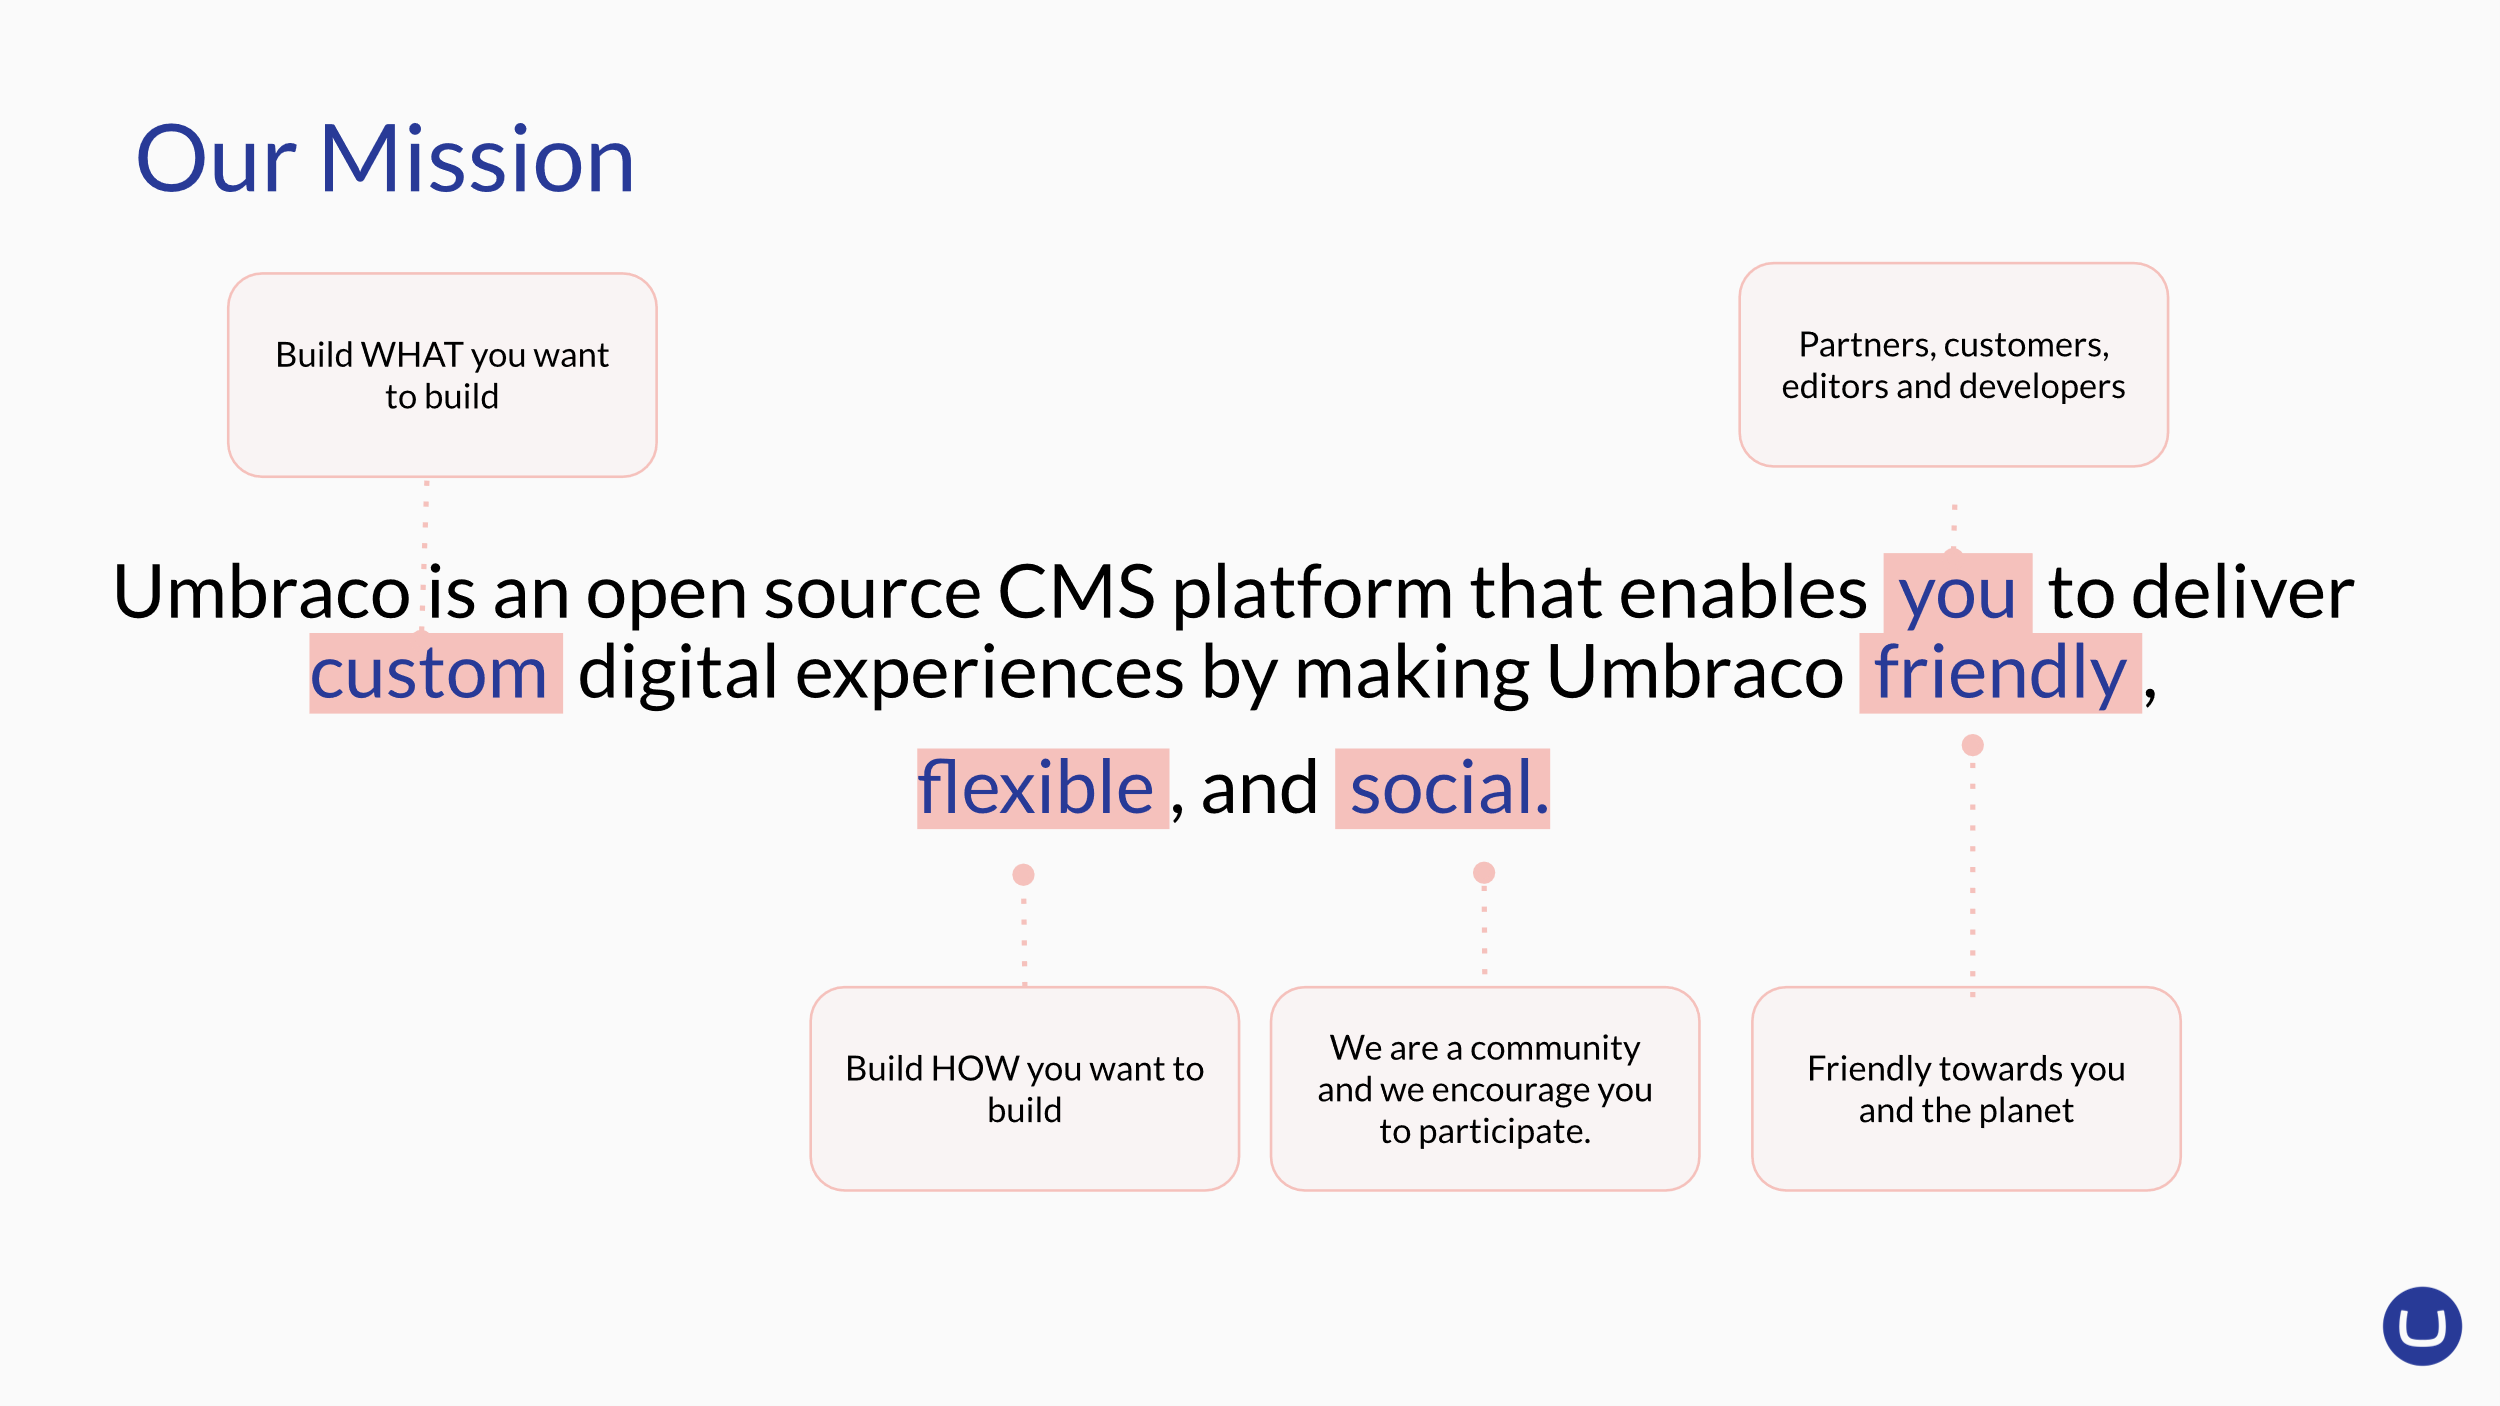 Our Mission
Build WHAT you want
to build
Partners, customers,
editors and developers
Umbraco is an open source CMS platform that enables you to deliver
custom digital experiences by making Umbraco friendly ,
flexible , and social.
Build HOW you want to
build
We are a community
and we encourage you
to participate.
Friendly towards you
and the planet